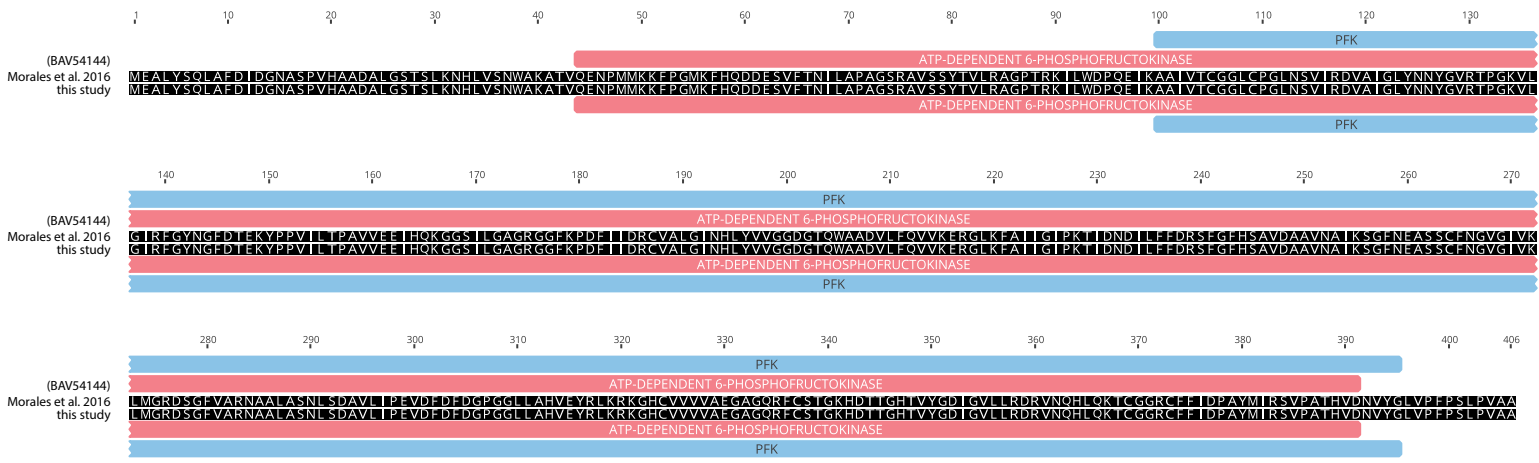 1 10 20 30 40 50 60 70 80 90 100 110 120 130
PFK
(BAV54144) ATP-DEPENDENT 6-PHOSPHOFRUCTOKINASE
Morales et al. 2016 MEALYSQLAFDIDGNASPVHAADALGSTSLKNHLVSNWAKATVQENPMMKKFPGMKFHQDDESVFTNILAPAGSRAVSSYTVLRAGPTRKILWDPQEIKAAIVTCGGLCPGLNSVIRDVAIGLYNNYGVRTPGKVL
this study MEALYSQLAFDIDGNASPVHAADALGSTSLKNHLVSNWAKATVQENPMMKKFPGMKFHQDDESVFTNILAPAGSRAVSSYTVLRAGPTRKILWDPQEIKAAIVTCGGLCPGLNSVIRDVAIGLYNNYGVRTPGKVL
ATP-DEPENDENT 6-PHOSPHOFRUCTOKINASE
PFK
140 150 160 170 180 190 200 210 220 230 240 250 260 270
PFK
(BAV54144) ATP-DEPENDENT 6-PHOSPHOFRUCTOKINASE
Morales et al. 2016 GIRFGYNGFDTEKYPPVILTPAVVEEIHQKGGSILGAGRGGFKPDFIIDRCVALGINHLYVVGGDGTQWAADVLFQVVKERGLKFAIIGIPKTIDNDILFFDRSFGFHSAVDAAVNAIKSGFNEASSCFNGVGIVK
this study GIRFGYNGFDTEKYPPVILTPAVVEEIHQKGGSILGAGRGGFKPDFIIDRCVALGINHLYVVGGDGTQWAADVLFQVVKERGLKFAIIGIPKTIDNDILFFDRSFGFHSAVDAAVNAIKSGFNEASSCFNGVGIVK
ATP-DEPENDENT 6-PHOSPHOFRUCTOKINASE
PFK
280 290 300 310 320 330 340 350 360 370 380 390 400 406
PFK
(BAV54144) ATP-DEPENDENT 6-PHOSPHOFRUCTOKINASE
Morales et al. 2016 LMGRDSGFVARNAALASNLSDAVLIPEVDFDFDGPGGLLAHVEYRLKRKGHCVVVVAEGAGQRFCSTGKHDTTGHTVYGDIGVLLRDRVNQHLQKTCGGRCFFIDPAYMIRSVPATHVDNVYGLVPFPSLPVAA
this study LMGRDSGFVARNAALASNLSDAVLIPEVDFDFDGPGGLLAHVEYRLKRKGHCVVVVAEGAGQRFCSTGKHDTTGHTVYGDIGVLLRDRVNQHLQKTCGGRCFFIDPAYMIRSVPATHVDNVYGLVPFPSLPVAA
ATP-DEPENDENT 6-PHOSPHOFRUCTOKINASE
PFK